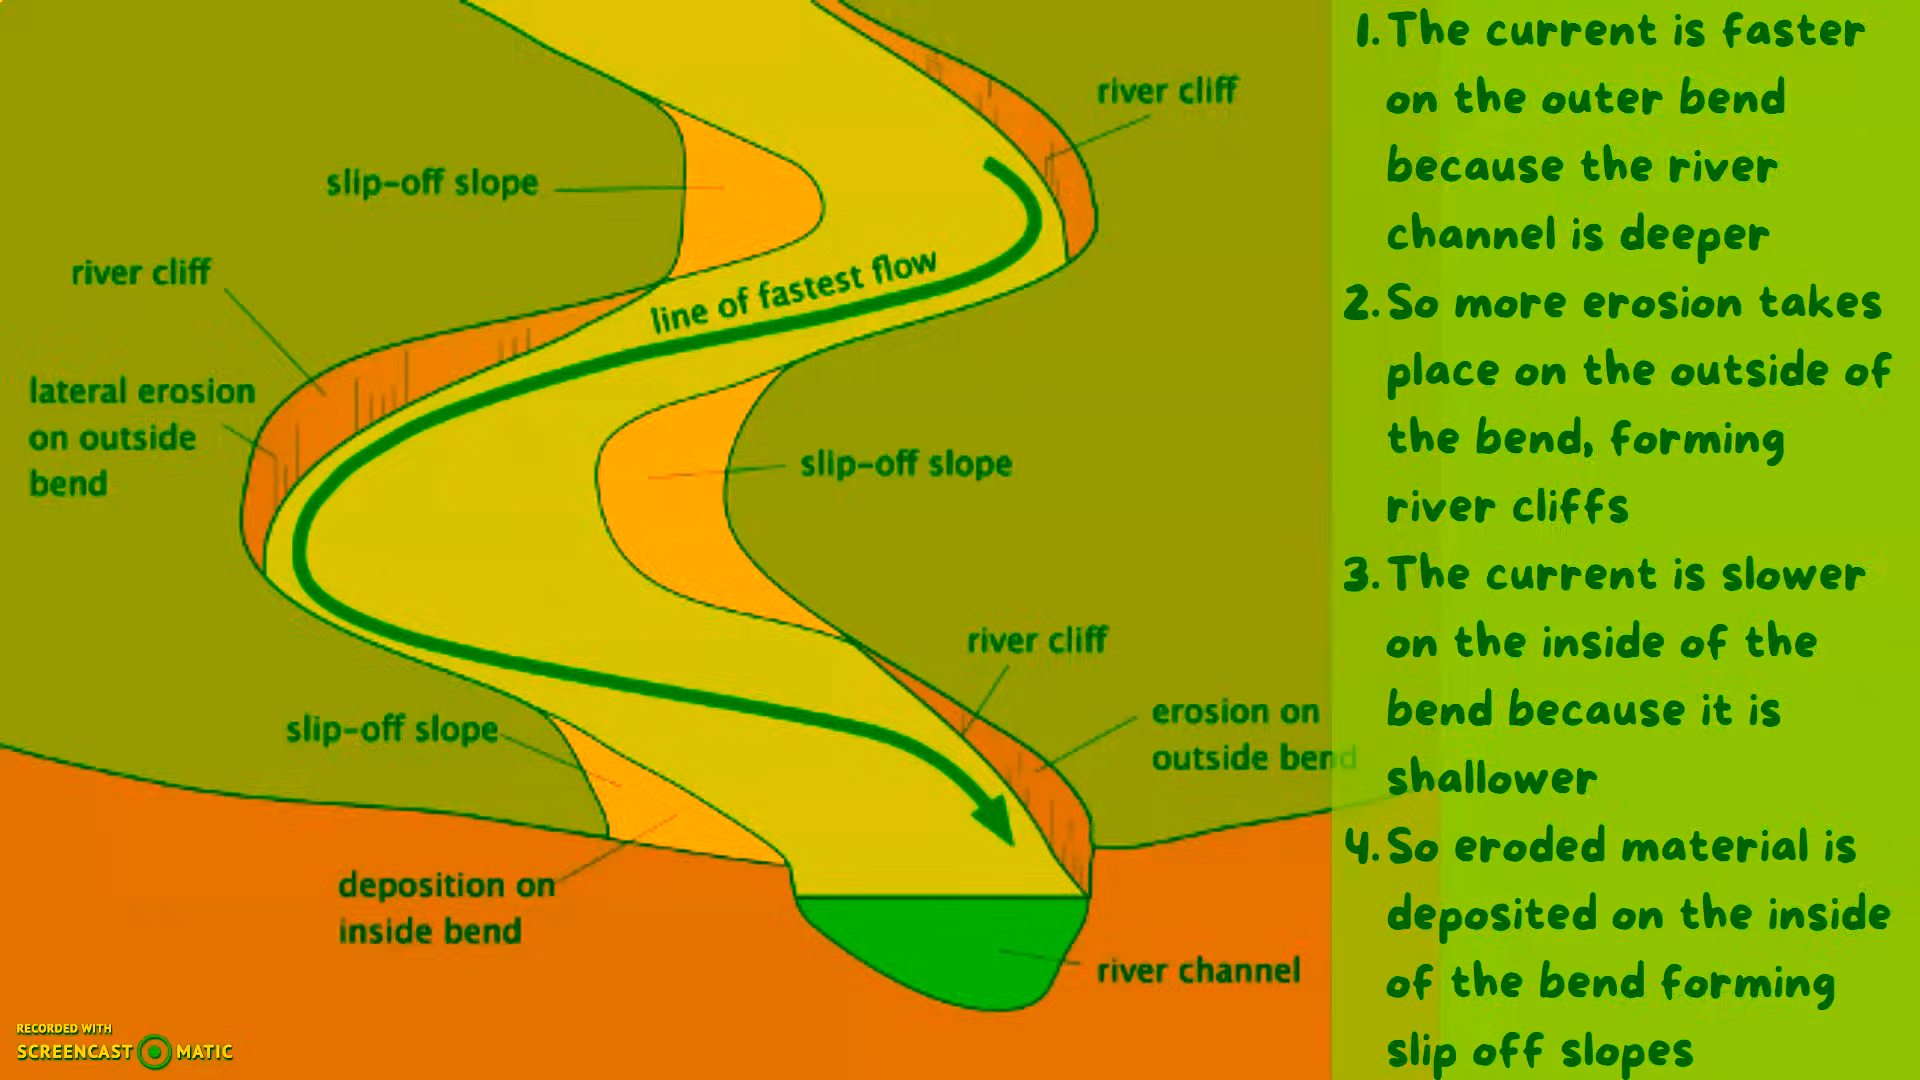 river cliff
slip-off slope
river cliff
line of fastest flow
lateral erosion
on outside
bend
slip-off slope
river cliff
slip-off slope
erosion on
outside bend
deposition on
inside bend
river channel
RECORDED WITH
SCREENCAST MATIC
1. The current is faster
on the outer bend
because the river
channel is deeper
2. So more erosion takes
place on the outside of
the bend, forming
river cliffs
3. The current is slower
on the inside of the
bend because it is
shallower
4. So eroded material is
deposited on the inside
of the bend forming
slip off slopes